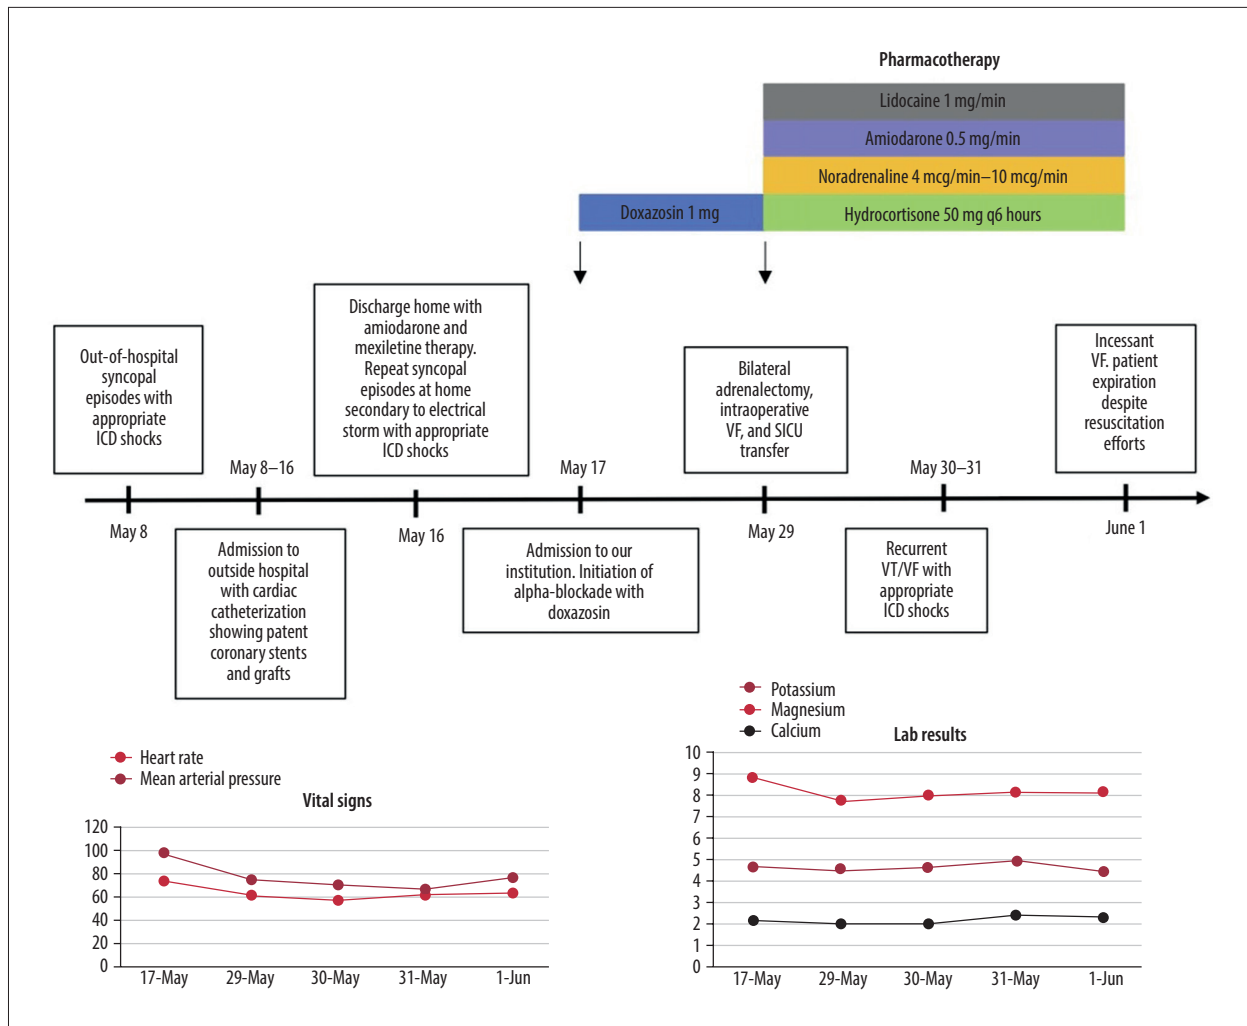 Pharmacotherapy
Lidocaine 1 mg/min
Amiodarone 0.5 mg/min
Noradrenaline 4 mcg/min–10 mcg/min
Doxazosin 1 mg
Hydrocortisone 50 mg q6 hours
Out-of-hospital
syncopal
episodes with
appropriate
ICD shocks
Discharge home with
amiodarone and
mexiletine therapy.
Repeat syncopal
episodes at home
secondary to electrical
storm with appropriate
ICD shocks
Bilateral
adrenalectomy,
intraoperative
VF, and SICU
transfer
Incessant
VF. patient
expiration
despite
resuscitation
efforts
May 8–16
May 17
May 30–31
May 8
May 16
May 29
June 1
Admission to
outside hospital
with cardiac
catheterization
showing patent
coronary stents
and grafts
Admission to our
institution. Initiation of
alpha-blockade with
doxazosin
Recurrent
VT/VF with
appropriate
ICD shocks
Heart rate
Mean arterial pressure
Vital signs
120
100
80
60
40
20
0
17-May
29-May
30-May
31-May
1-Jun
Potassium
Magnesium
Calcium
Lab results
10
9
8
7
6
5
4
3
2
1
0
17-May
29-May
30-May
31-May
1-Jun